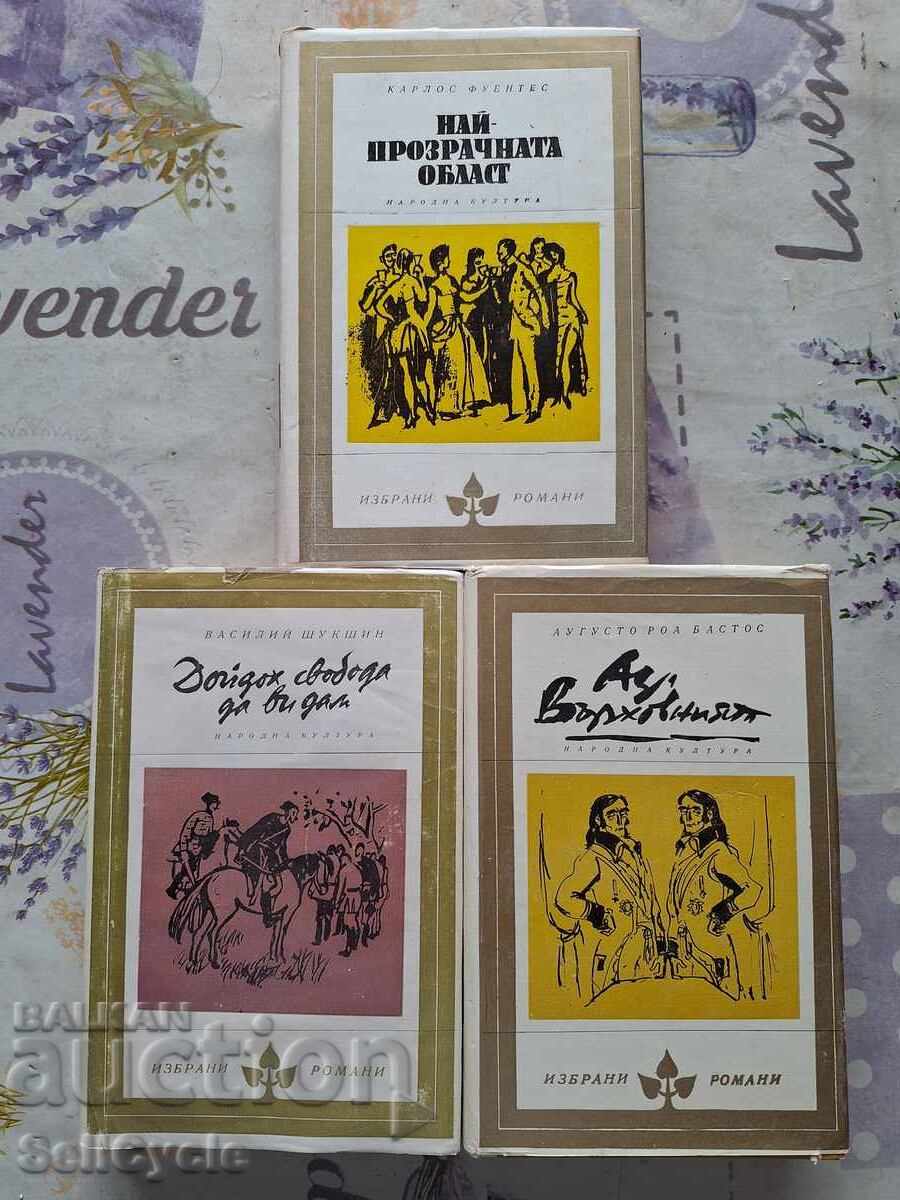 КАРЛОС ФУЕНТЕС
НАЙ-
ПРОЗРАЧНАТА
ОБЛАСТ
НАРОДНА КУЛТУРА
ИЗБРАНИ РОМАНИ
Lavender
Lavender
vender
Lavender
ВАСИЛИЙ ШУКШИН
Дойдох свобода
да ви дам
НАРОДНА КУЛТУРА
ИЗБРАНИ РОМАНИ
АУГУСТО РОА БАСТОС
Аз,
Върховният
НАРОДНА КУЛТУРА
ИЗБРАНИ РОМАНИ
BALKAN
auction
SellCycle